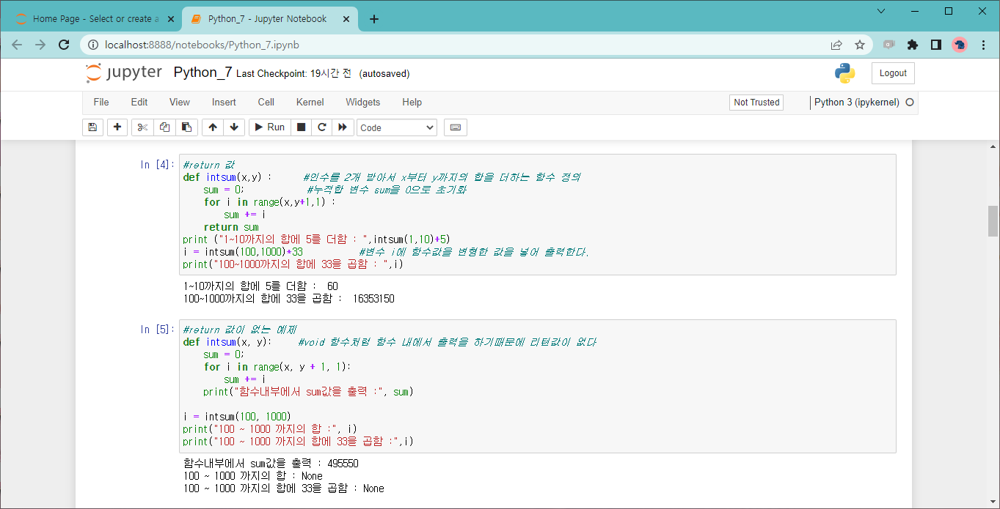 Home Page - Select or create a
Python_7 - Jupyter Notebook
localhost:8888/notebooks/Python_7.ipynb
jupyter Python_7 Last Checkpoint: 19시간 전 (autosaved)
Logout
File Edit View Insert Cell Kernel Widgets Help
Not Trusted
Python 3 (ipykernel)
Run
Code
In [4]:
#return 값
def intsum(x,y) : #인수를 2개 받아서 x부터 y까지의 합을 더하는 함수 정의
sum = 0; #누적합 변수 sum을 0으로 초기화
for i in range(x,y+1,1) :
sum += i
return sum
print ("1~10까지의 합에 5를 더함 : ",intsum(1,10)+5)
i = intsum(100,1000)*33 #변수 i에 함수값을 변형한 값을 넣어 출력한다.
print("100~1000까지의 합에 33을 곱함 : ",i)
1~10까지의 합에 5를 더함 : 60
100~1000까지의 합에 33을 곱함 : 16353150
In [5]:
#return 값이 없는 예제
def intsum(x, y): #void 함수처럼 함수 내에서 출력을 하기때문에 리턴값이 없다
sum = 0;
for i in range(x, y + 1, 1):
sum += i
print("함수내부에서 sum값을 출력 :", sum)
i = intsum(100, 1000)
print("100 ~ 1000 까지의 합 :", i)
print("100 ~ 1000 까지의 합에 33을 곱함 :",i)
함수내부에서 sum값을 출력 : 495550
100 ~ 1000 까지의 합 : None
100 ~ 1000 까지의 합에 33을 곱함 : None